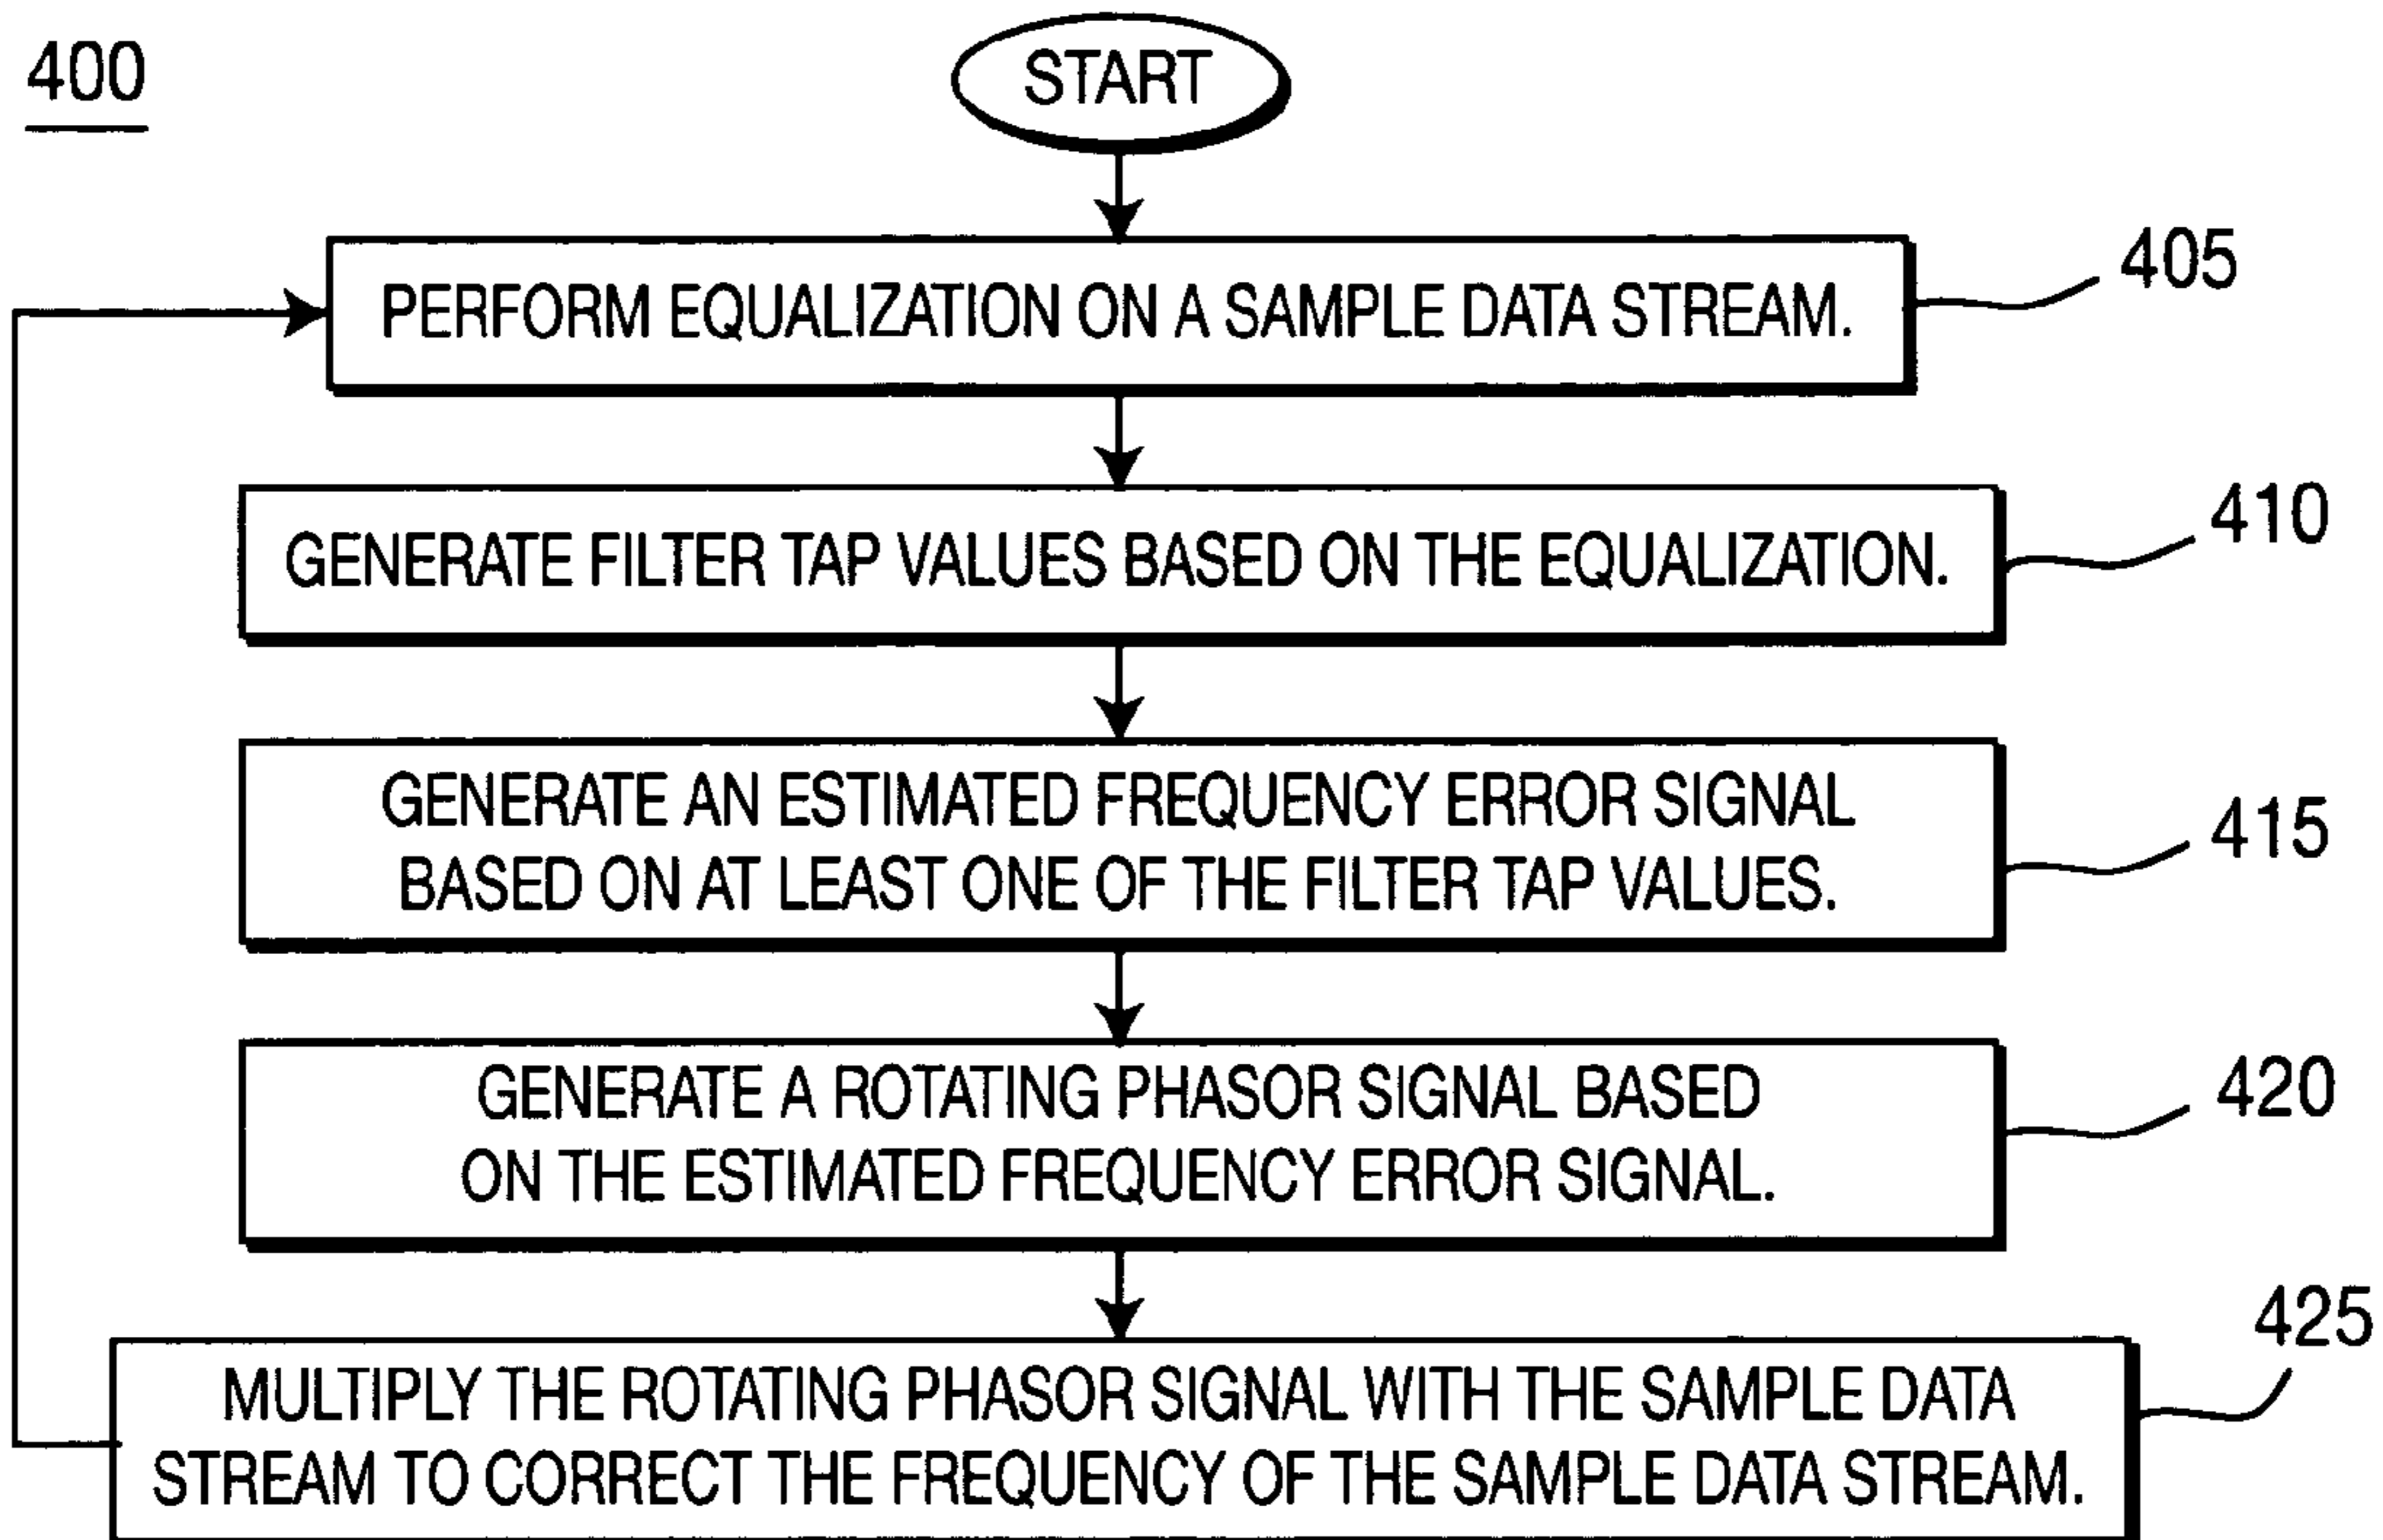 400
START
PERFORM EQUALIZATION ON A SAMPLE DATA STREAM.
405
GENERATE FILTER TAP VALUES BASED ON THE EQUALIZATION.
410
GENERATE AN ESTIMATED FREQUENCY ERROR SIGNAL
BASED ON AT LEAST ONE OF THE FILTER TAP VALUES.
415
GENERATE A ROTATING PHASOR SIGNAL BASED
ON THE ESTIMATED FREQUENCY ERROR SIGNAL.
420
MULTIPLY THE ROTATING PHASOR SIGNAL WITH THE SAMPLE DATA
STREAM TO CORRECT THE FREQUENCY OF THE SAMPLE DATA STREAM.
425